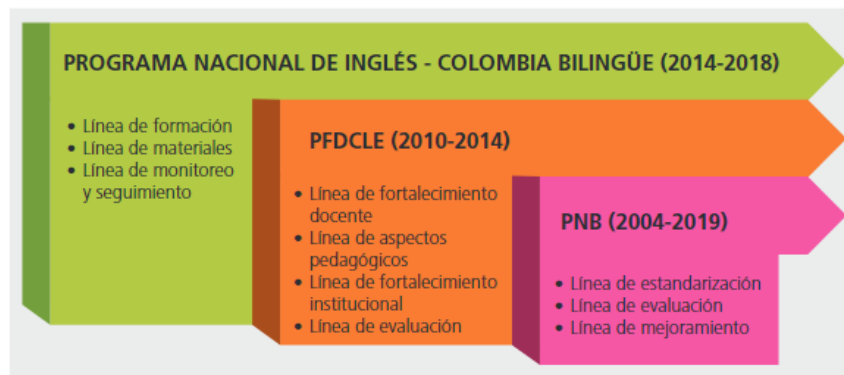 PROGRAMA NACIONAL DE INGLÉS - COLOMBIA BILINGÜE (2014-2018)
• Línea de formación
• Línea de materiales
• Línea de monitoreo
y seguimiento
PFDCLE (2010-2014)
• Línea de fortalecimiento
docente
• Línea de aspectos
pedagógicos
• Línea de fortalecimiento
institucional
• Línea de evaluación
PNB (2004-2019)
• Línea de estandarización
• Línea de evaluación
• Línea de mejoramiento